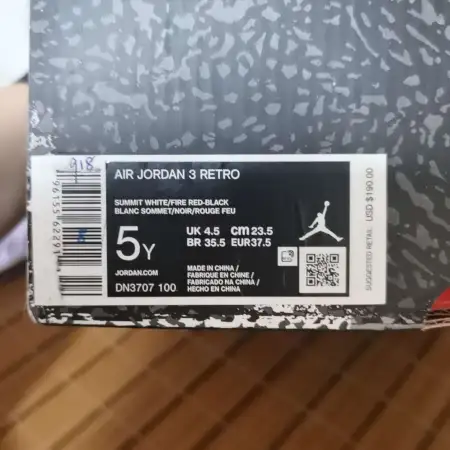 918
AIR JORDAN 3 RETRO
SUMMIT WHITE/FIRE RED-BLACK
BLANC SOMMET/NOIR/ROUGE FEU
5Y
UK 4.5 CM 23.5
BR 35.5 EUR 37.5
JORDAN.COM
DN3707 100
MADE IN CHINA /
FABRIQUE EN CHINE /
FABRICADO NA CHINA /
HECHO EN CHINA
SUGGESTED RETAIL USD $190.00